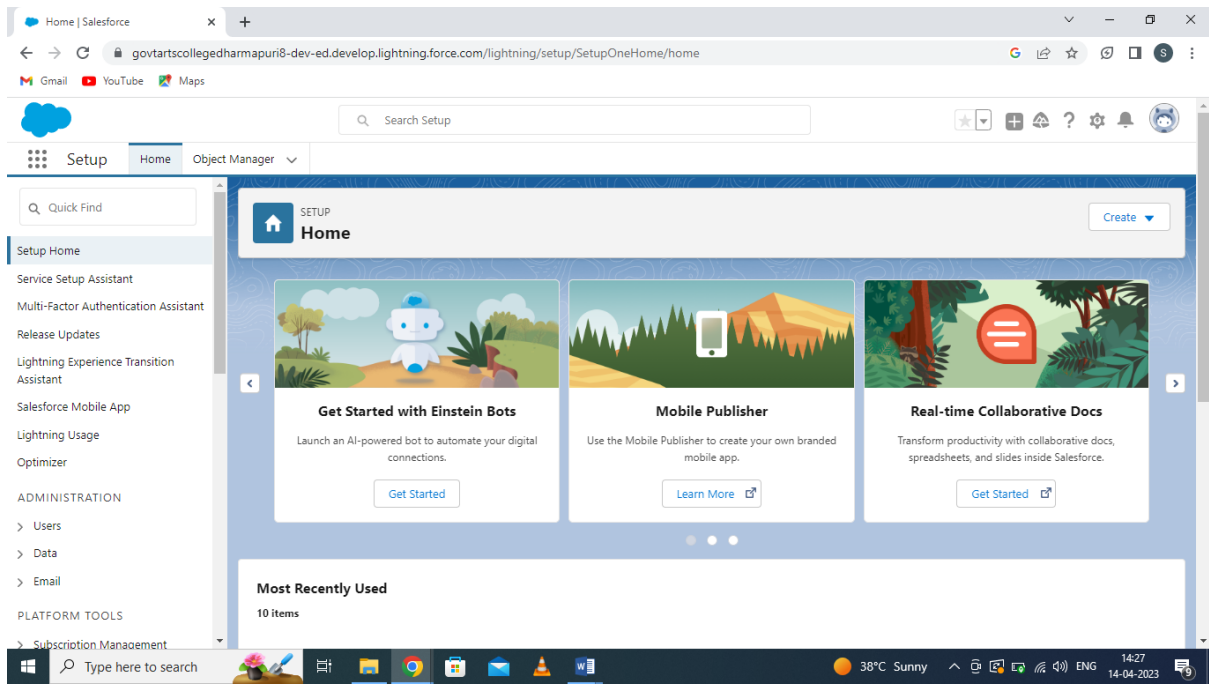 Home | Salesforce
govtartscollegedharmapuri8-dev-ed.develop.lightning.force.com/lightning/setup/SetupOneHome/home
G
S
Gmail
YouTube
Maps
Search Setup
Setup
Home
Object Manager
Quick Find
Setup Home
Service Setup Assistant
Multi-Factor Authentication Assistant
Release Updates
Lightning Experience Transition
Assistant
Salesforce Mobile App
Lightning Usage
Optimizer
ADMINISTRATION
Users
Data
Email
PLATFORM TOOLS
Subscription Management
SETUP
Home
Create
Get Started with Einstein Bots
Launch an AI-powered bot to automate your digital
connections.
Get Started
Mobile Publisher
Use the Mobile Publisher to create your own branded
mobile app.
Learn More
Real-time Collaborative Docs
Transform productivity with collaborative docs,
spreadsheets, and slides inside Salesforce.
Get Started
Most Recently Used
10 items
Type here to search
W
38°C Sunny
ENG
14:27
14-04-2023
9